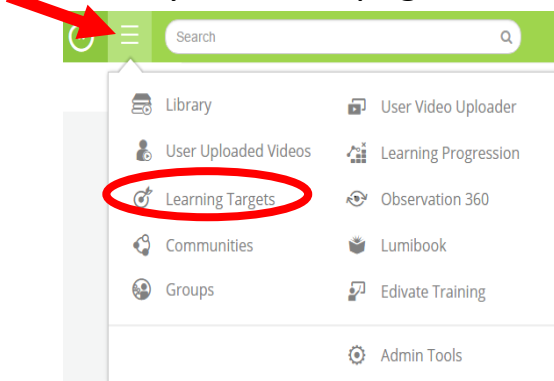 Search
Library
User Uploaded Videos
Learning Targets
Communities
Groups
User Video Uploader
Learning Progression
Observation 360
Lumibook
Edivate Training
Admin Tools